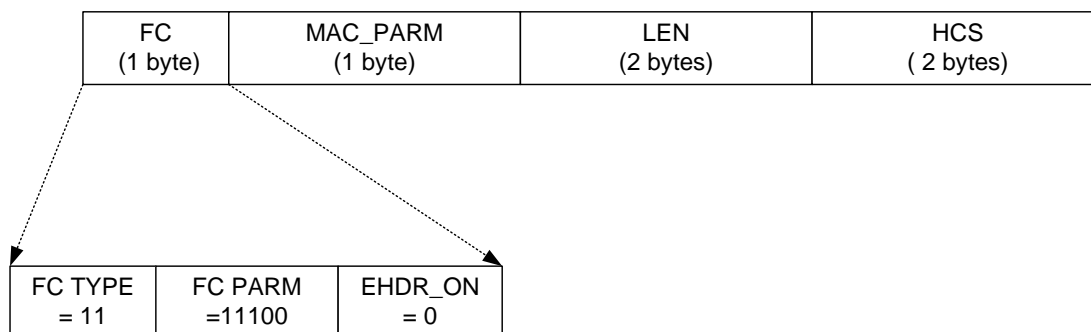 FC
(1 byte)
MAC_PARM
(1 byte)
LEN
(2 bytes)
HCS
( 2 bytes)
FC TYPE
= 11
FC PARM
=11100
EHDR_ON
= 0